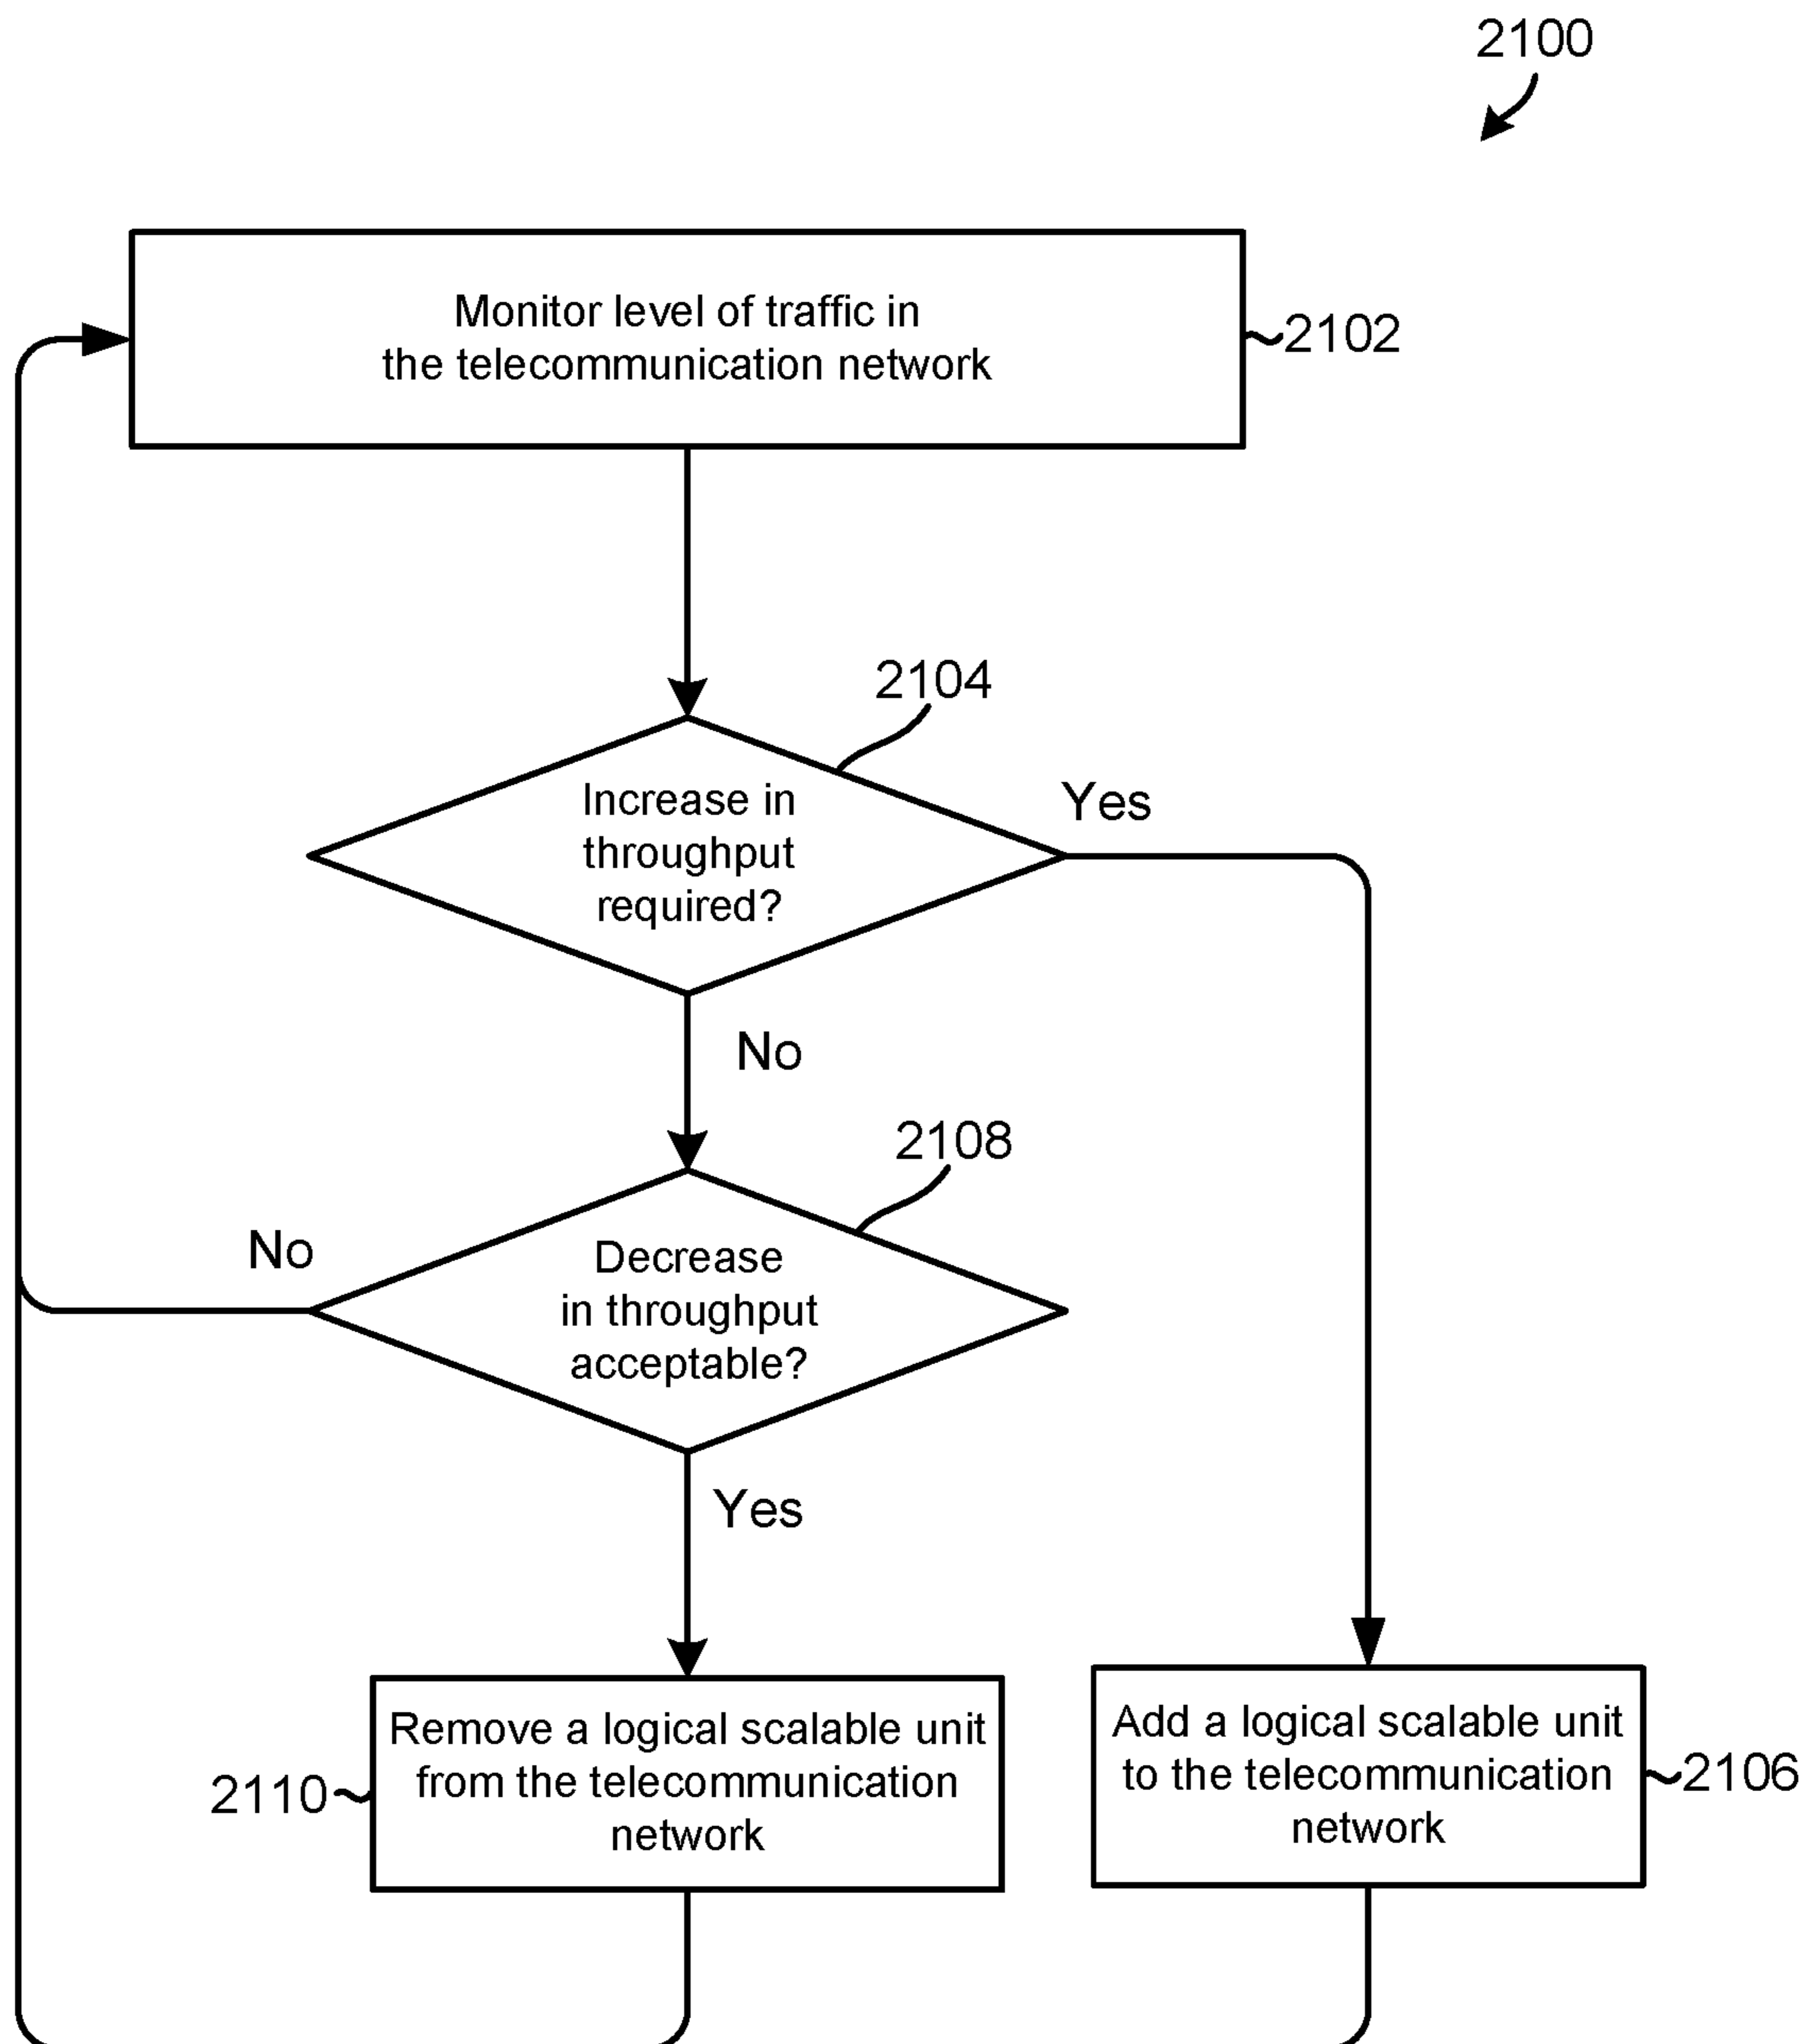 2100
Monitor level of traffic in
the telecommunication network
2102
2104
Increase in
throughput
required?
Yes
No
2108
Decrease
in throughput
acceptable?
No
Yes
Remove a logical scalable unit
from the telecommunication
network
2110
Add a logical scalable unit
to the telecommunication
network
2106